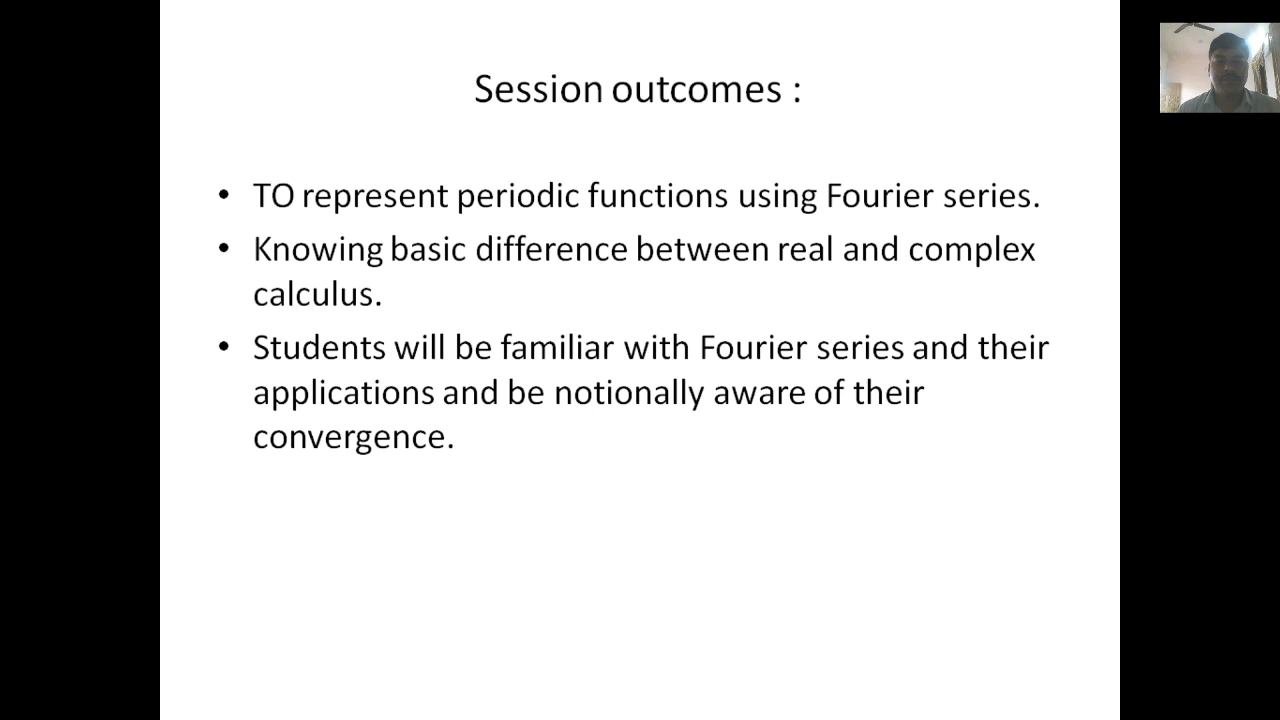 Session outcomes :
• TO represent periodic functions using Fourier series.
• Knowing basic difference between real and complex
calculus.
• Students will be familiar with Fourier series and their
applications and be notionally aware of their
convergence.